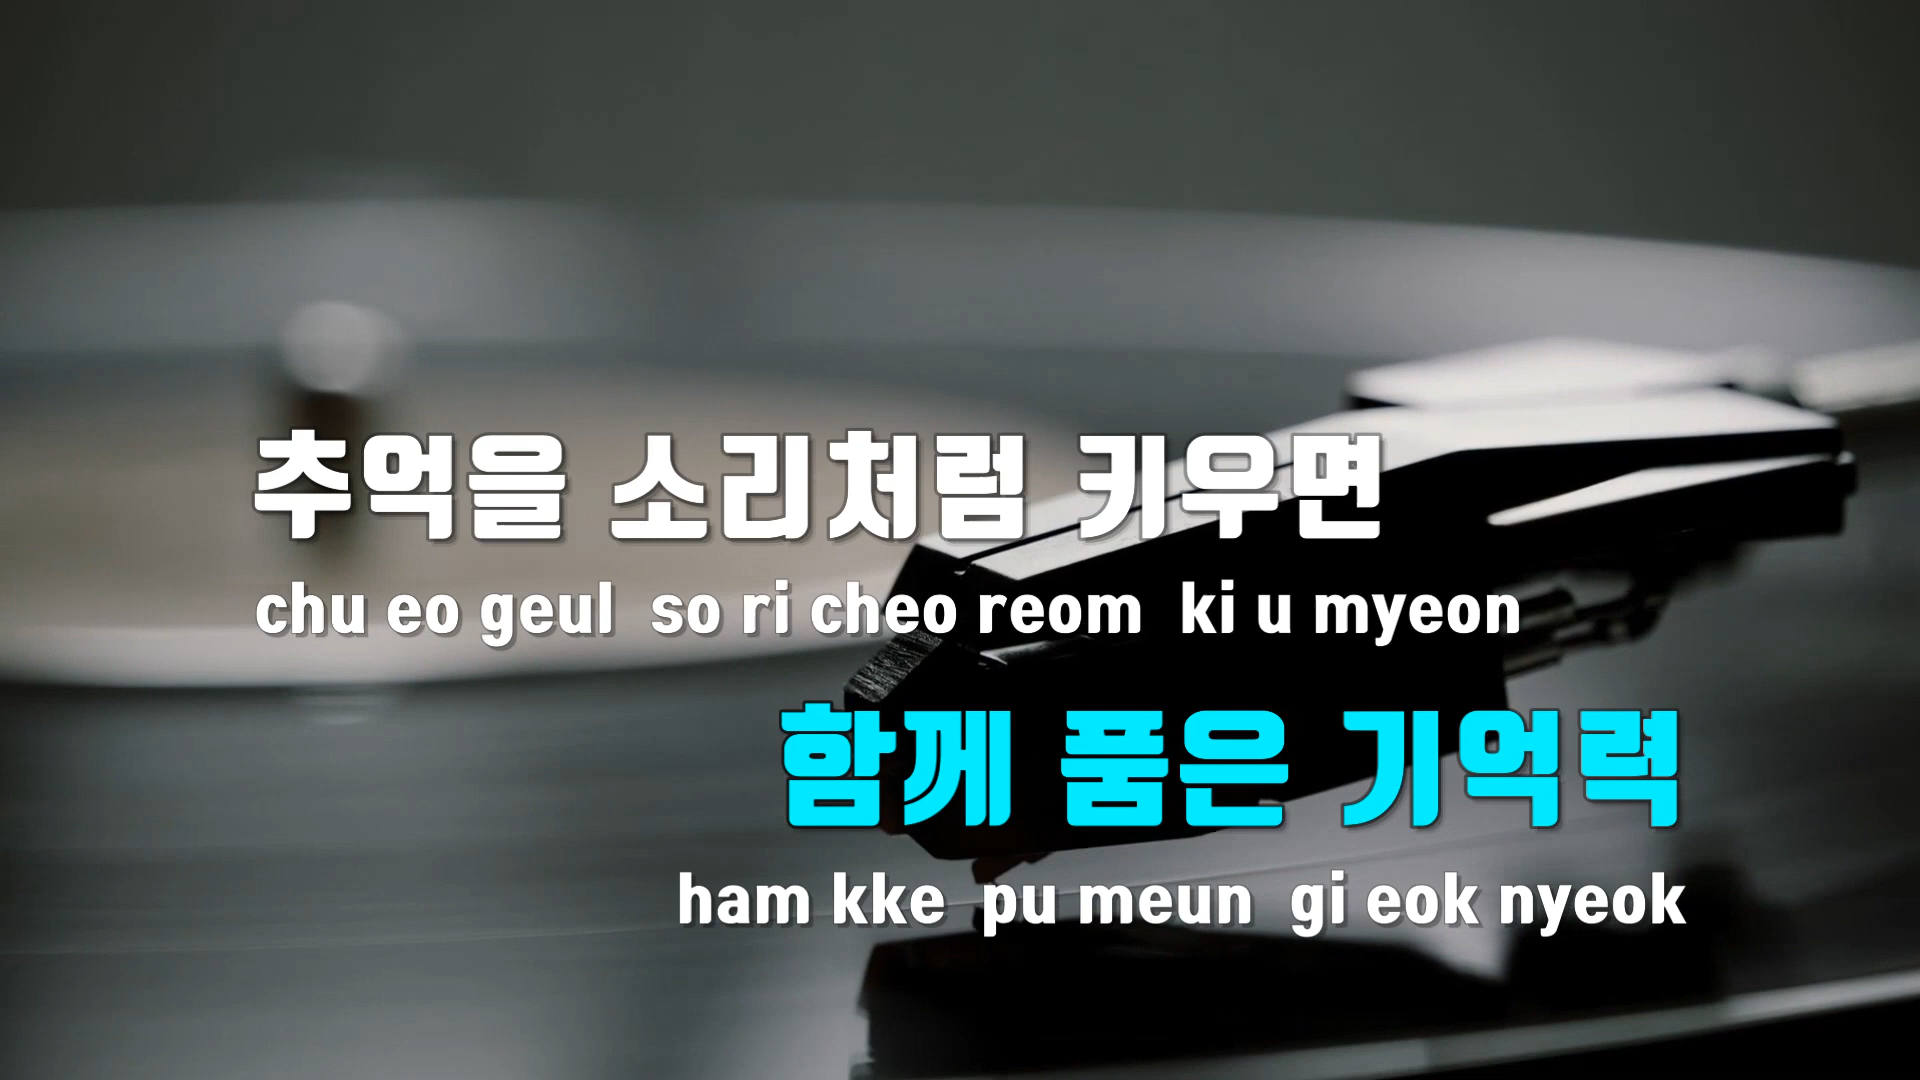 추억을 소리처럼 키우면
chu eo geul so ri cheo reom ki u myeon
함께 품은 기억력
ham kke pu meun gi eok nyeok